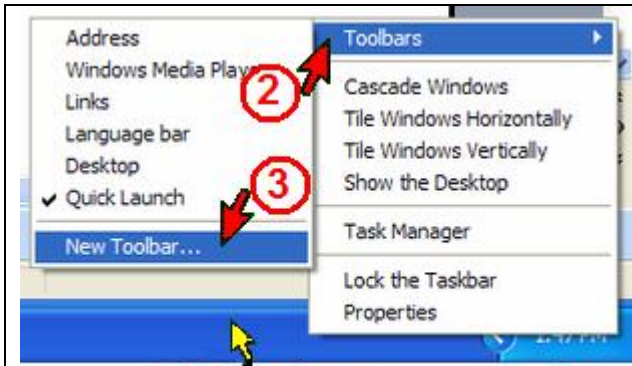 Address
Windows Media Player
Links
Language bar
Desktop
Quick Launch
New Toolbar...
2
3
Toolbars
Cascade Windows
Tile Windows Horizontally
Tile Windows Vertically
Show the Desktop
Task Manager
Lock the Taskbar
Properties